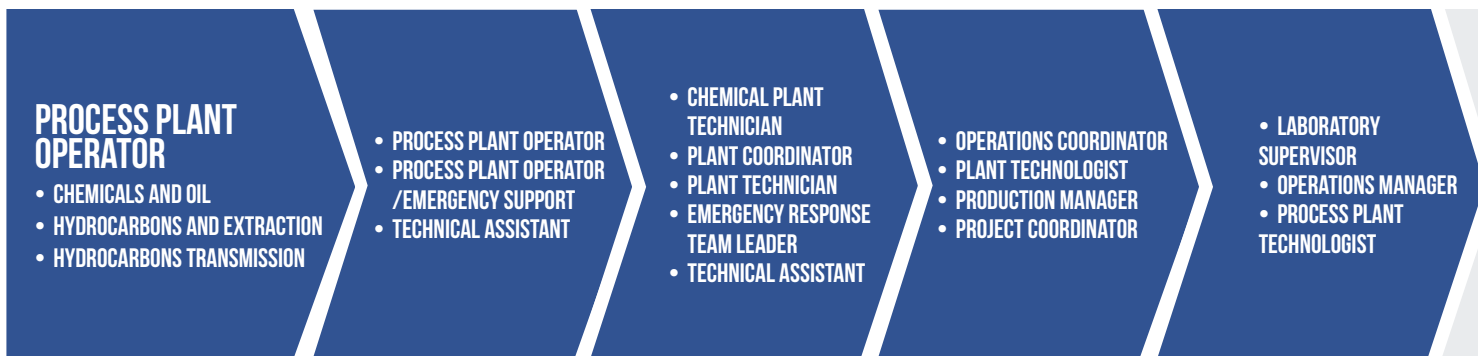 PROCESS PLANT
OPERATOR
• CHEMICALS AND OIL
• HYDROCARBONS AND EXTRACTION
• HYDROCARBONS TRANSMISSION
• PROCESS PLANT OPERATOR
• PROCESS PLANT OPERATOR
/EMERGENCY SUPPORT
• TECHNICAL ASSISTANT
• CHEMICAL PLANT
TECHNICIAN
• PLANT COORDINATOR
• PLANT TECHNICIAN
• EMERGENCY RESPONSE
TEAM LEADER
• TECHNICAL ASSISTANT
• OPERATIONS COORDINATOR
• PLANT TECHNOLOGIST
• PRODUCTION MANAGER
• PROJECT COORDINATOR
• LABORATORY
SUPERVISOR
• OPERATIONS MANAGER
• PROCESS PLANT
TECHNOLOGIST